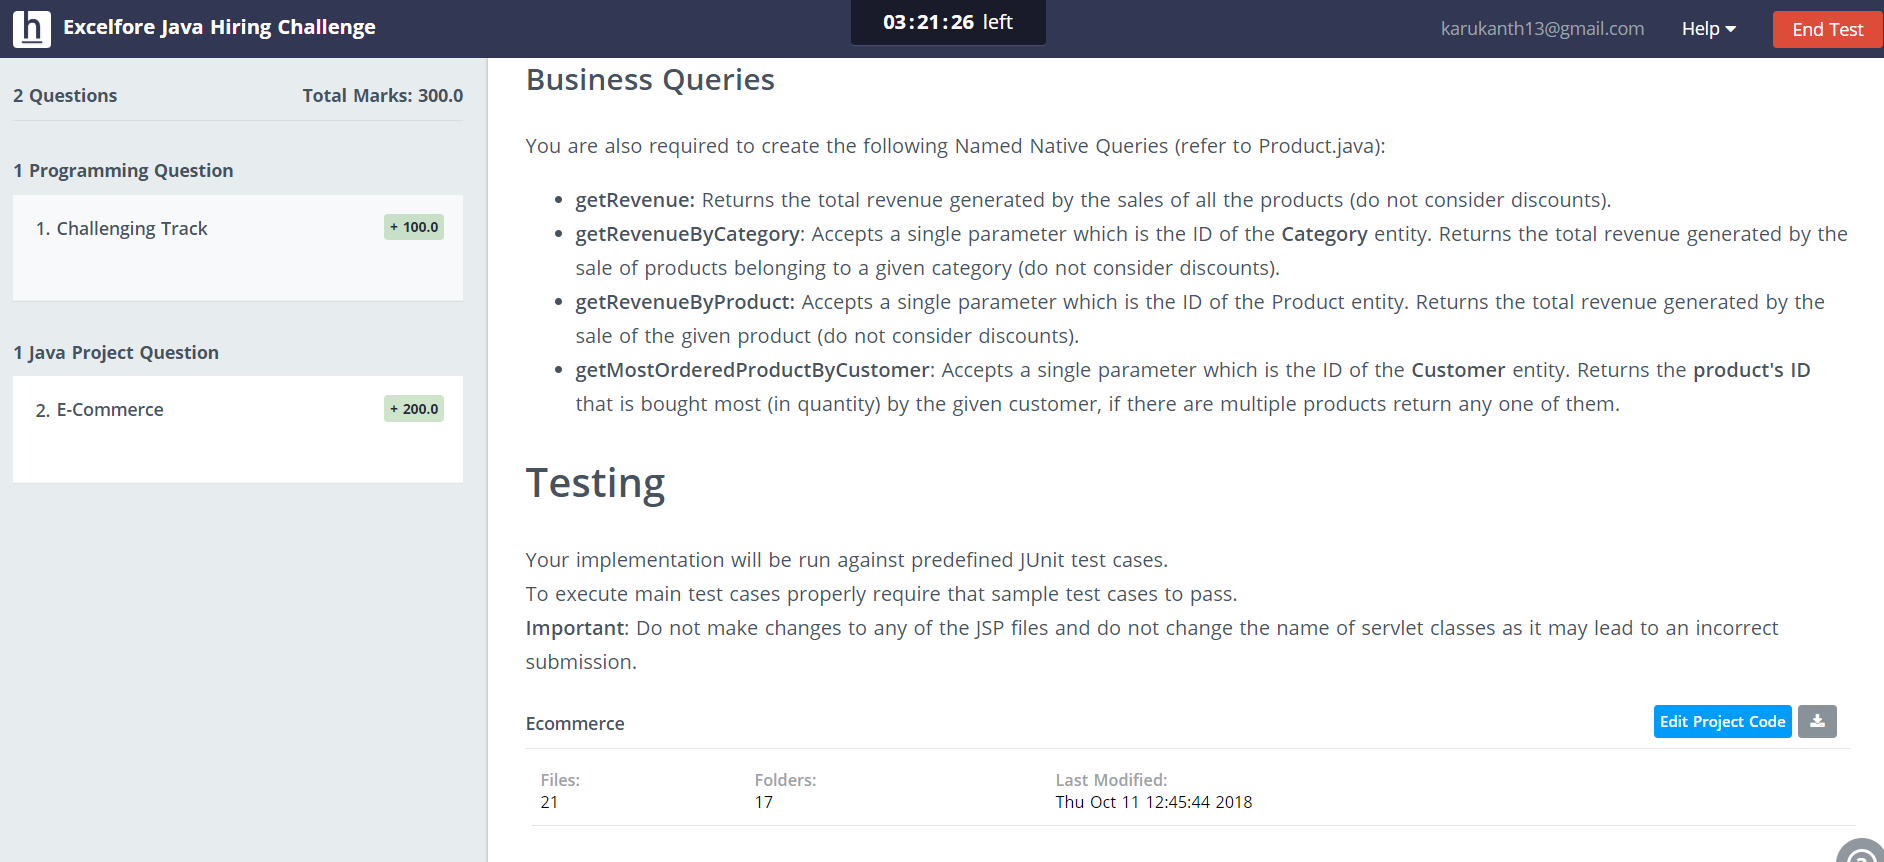 h Excelfore Java Hiring Challenge
03:21:26 left
karukanth13@gmail.com Help End Test
2 Questions Total Marks: 300.0
1 Programming Question
1. Challenging Track + 100.0
1 Java Project Question
2. E-Commerce + 200.0
Business Queries
You are also required to create the following Named Native Queries (refer to Product.java):
• getRevenue: Returns the total revenue generated by the sales of all the products (do not consider discounts).
• getRevenueByCategory: Accepts a single parameter which is the ID of the Category entity. Returns the total revenue generated by the
sale of products belonging to a given category (do not consider discounts).
• getRevenueByProduct: Accepts a single parameter which is the ID of the Product entity. Returns the total revenue generated by the
sale of the given product (do not consider discounts).
• getMostOrderedProductByCustomer: Accepts a single parameter which is the ID of the Customer entity. Returns the product's ID
that is bought most (in quantity) by the given customer, if there are multiple products return any one of them.
Testing
Your implementation will be run against predefined JUnit test cases.
To execute main test cases properly require that sample test cases to pass.
Important: Do not make changes to any of the JSP files and do not change the name of servlet classes as it may lead to an incorrect
submission.
Ecommerce Edit Project Code
Files: Folders: Last Modified:
21 17 Thu Oct 11 12:45:44 2018